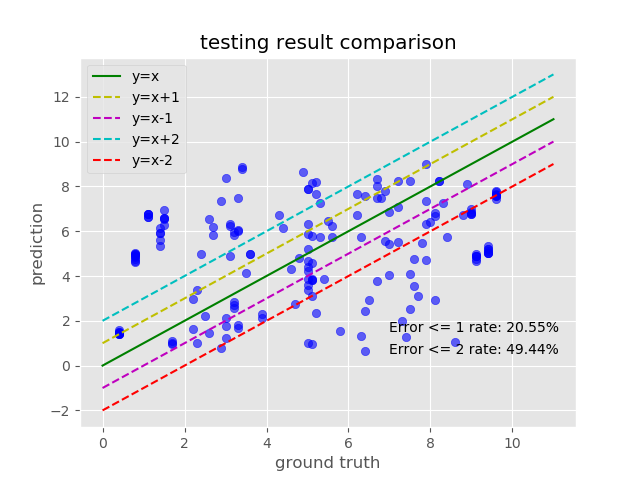 testing result comparison
y=x
y=x+1
y=x-1
y=x+2
y=x-2
12
10
8
6
4
2
0
−2
prediction
Error <= 1 rate: 20.55%
Error <= 2 rate: 49.44%
0 2 4 6 8 10
ground truth